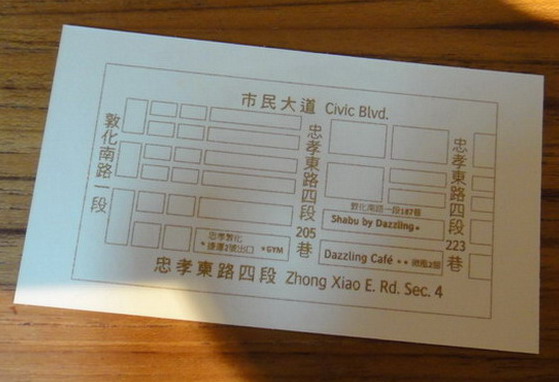 市民大道 Civic Blvd.
敦化南路一段
忠孝東路四段205巷
忠孝東路四段223巷
敦化南路一段187巷
Shabu by Dazzling
忠孝敦化
捷運2號出口 *GYM
Dazzling Café
忠孝東路四段 Zhong Xiao E. Rd. Sec. 4